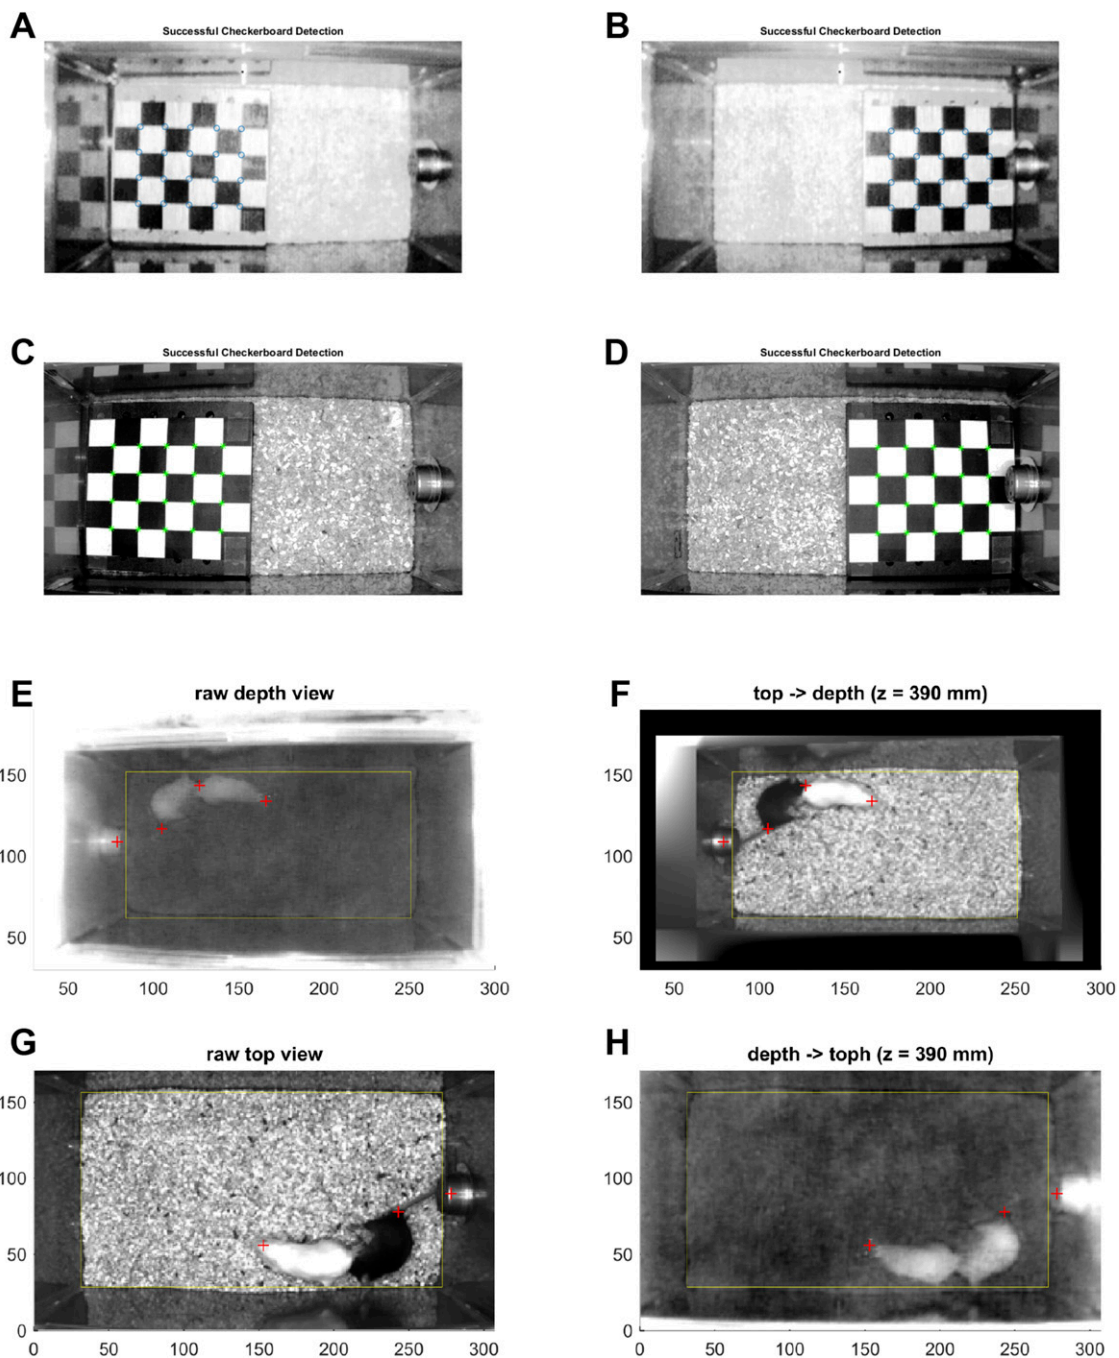 A
Successful Checkerboard Detection
B
Successful Checkerboard Detection
C
Successful Checkerboard Detection
D
Successful Checkerboard Detection
E
raw depth view
150
100
50
50 100 150 200 250 300
F
top -> depth (z = 390 mm)
150
100
50
50 100 150 200 250 300
G
raw top view
150
100
50
0
0 50 100 150 200 250 300
H
depth -> toph (z = 390 mm)
150
100
50
0
0 50 100 150 200 250 300